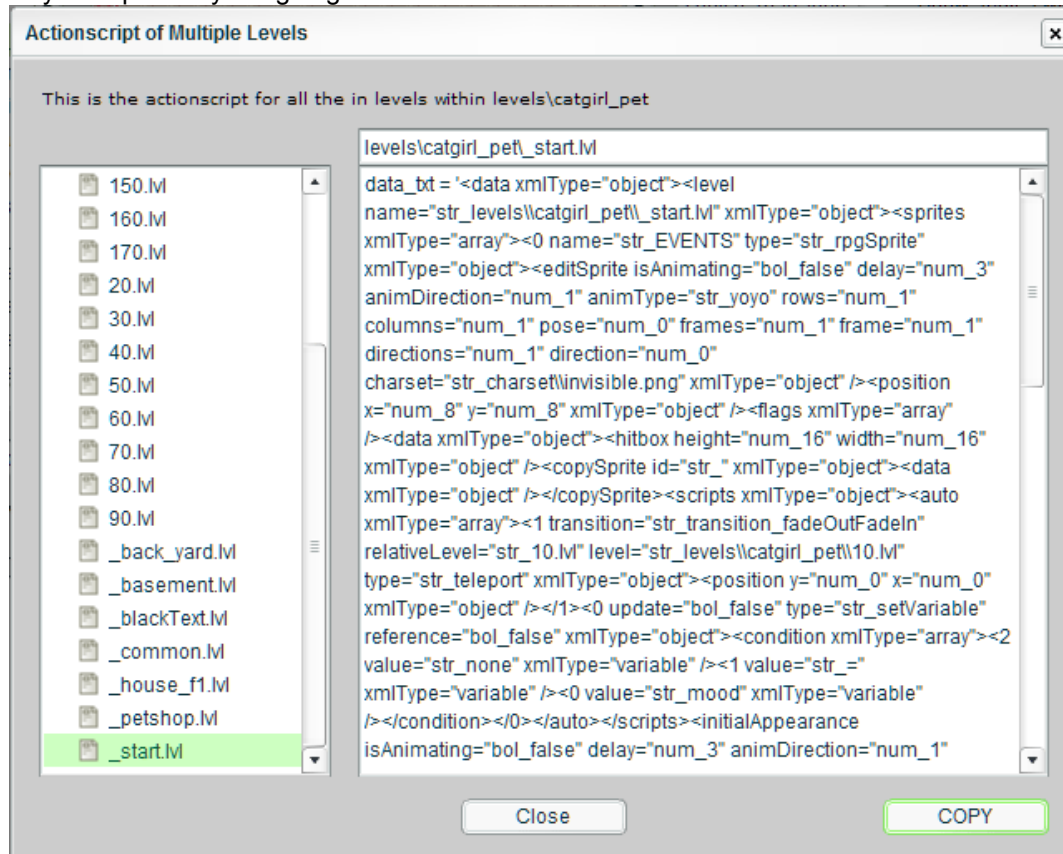 Actionscript of Multiple Levels
This is the actionscript for all the in levels within levels\catgirl_pet
levels\catgirl_pet\_start.lvl
150.lvl
160.lvl
170.lvl
20.lvl
30.lvl
40.lvl
50.lvl
60.lvl
70.lvl
80.lvl
90.lvl
_back_yard.lvl
_basement.lvl
_blackText.lvl
_common.lvl
_house_f1.lvl
_petshop.lvl
_start.lvl
data_txt = '<data xmlType="object"><level
name="str_levels\\catgirl_pet\\_start.lvl" xmlType="object"><sprites
xmlType="array"><0 name="str_EVENTS" type="str_rpgSprite"
xmlType="object"><editSprite isAnimating="bol_false" delay="num_3"
animDirection="num_1" animType="str_yoyo" rows="num_1"
columns="num_1" pose="num_0" frames="num_1" frame="num_1"
directions="num_1" direction="num_0"
charset="str_charset\\invisible.png" xmlType="object" /><position
x="num_8" y="num_8" xmlType="object" /><flags xmlType="array"
/><data xmlType="object"><hitbox height="num_16" width="num_16"
xmlType="object" /><copySprite id="str_" xmlType="object"><data
xmlType="object" /></copySprite><scripts xmlType="object"><auto
xmlType="array"><1 transition="str_transition_fadeOutFadeIn"
relativeLevel="str_10.lvl" level="str_levels\\catgirl_pet\\10.lvl"
type="str_teleport" xmlType="object"><position y="num_0" x="num_0"
xmlType="object" /></1><0 update="bol_false" type="str_setVariable"
reference="bol_false" xmlType="object"><condition xmlType="array"><2
value="str_none" xmlType="variable" /><1 value="str_="
xmlType="variable" /><0 value="str_mood" xmlType="variable"
/></condition></0></auto></scripts><initialAppearance
isAnimating="bol_false" delay="num_3" animDirection="num_1"
Close
COPY